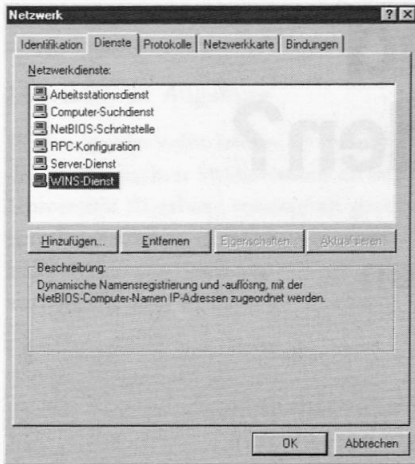 Netzwerk
Identifikation Dienste Protokolle Netzwerkkarte Bindungen
Netzwerkdienste:
Arbeitsstationsdienst
Computer-Suchdienst
NetBIOS-Schnittstelle
RPC-Konfiguration
Server-Dienst
WINS-Dienst
Hinzufügen... Entfernen Eigenschaften... Aktualisieren
Beschreibung:
Dynamische Namensregistrierung und -auflösng, mit der
NetBIOS-Computer-Namen IP-Adressen zugeordnet werden.
OK Abbrechen